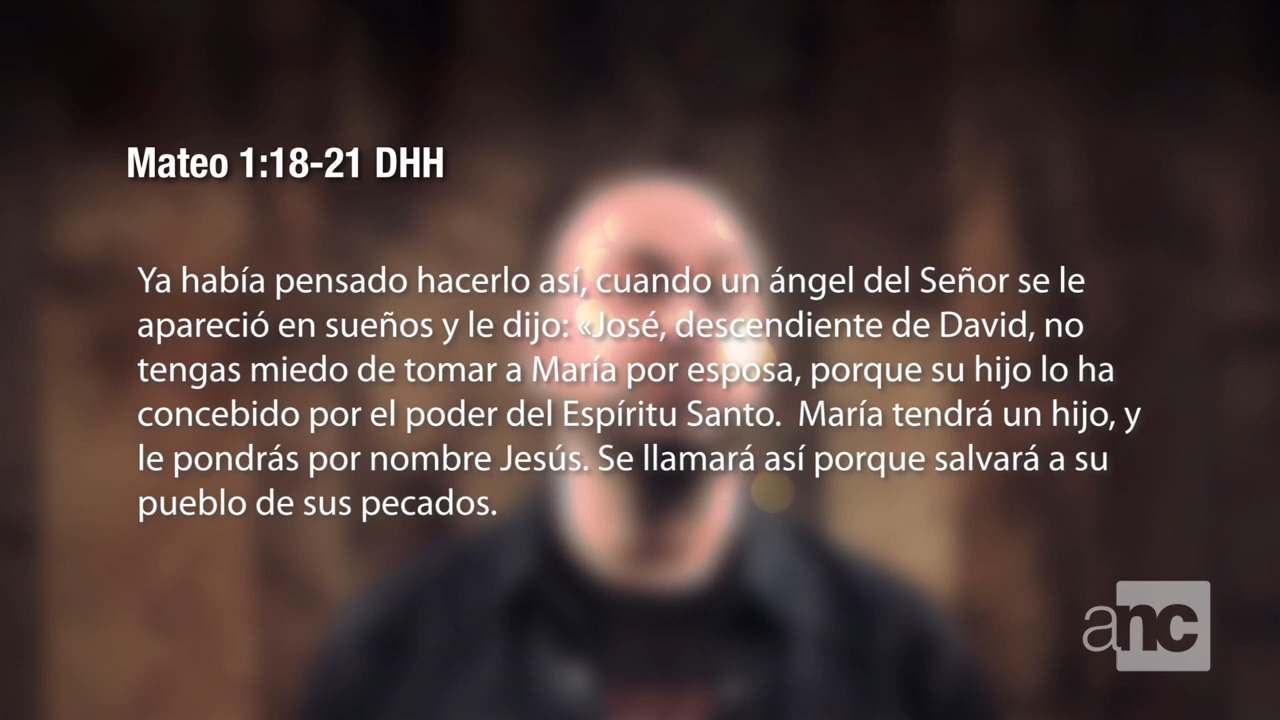 Mateo 1:18-21 DHH
Ya había pensado hacerlo así, cuando un ángel del Señor se le
apareció en sueños y le dijo: «José, descendiente de David, no
tengas miedo de tomar a María por esposa, porque su hijo lo ha
concebido por el poder del Espíritu Santo.  María tendrá un hijo, y
le pondrás por nombre Jesús. Se llamará así porque salvará a su
pueblo de sus pecados.
anc